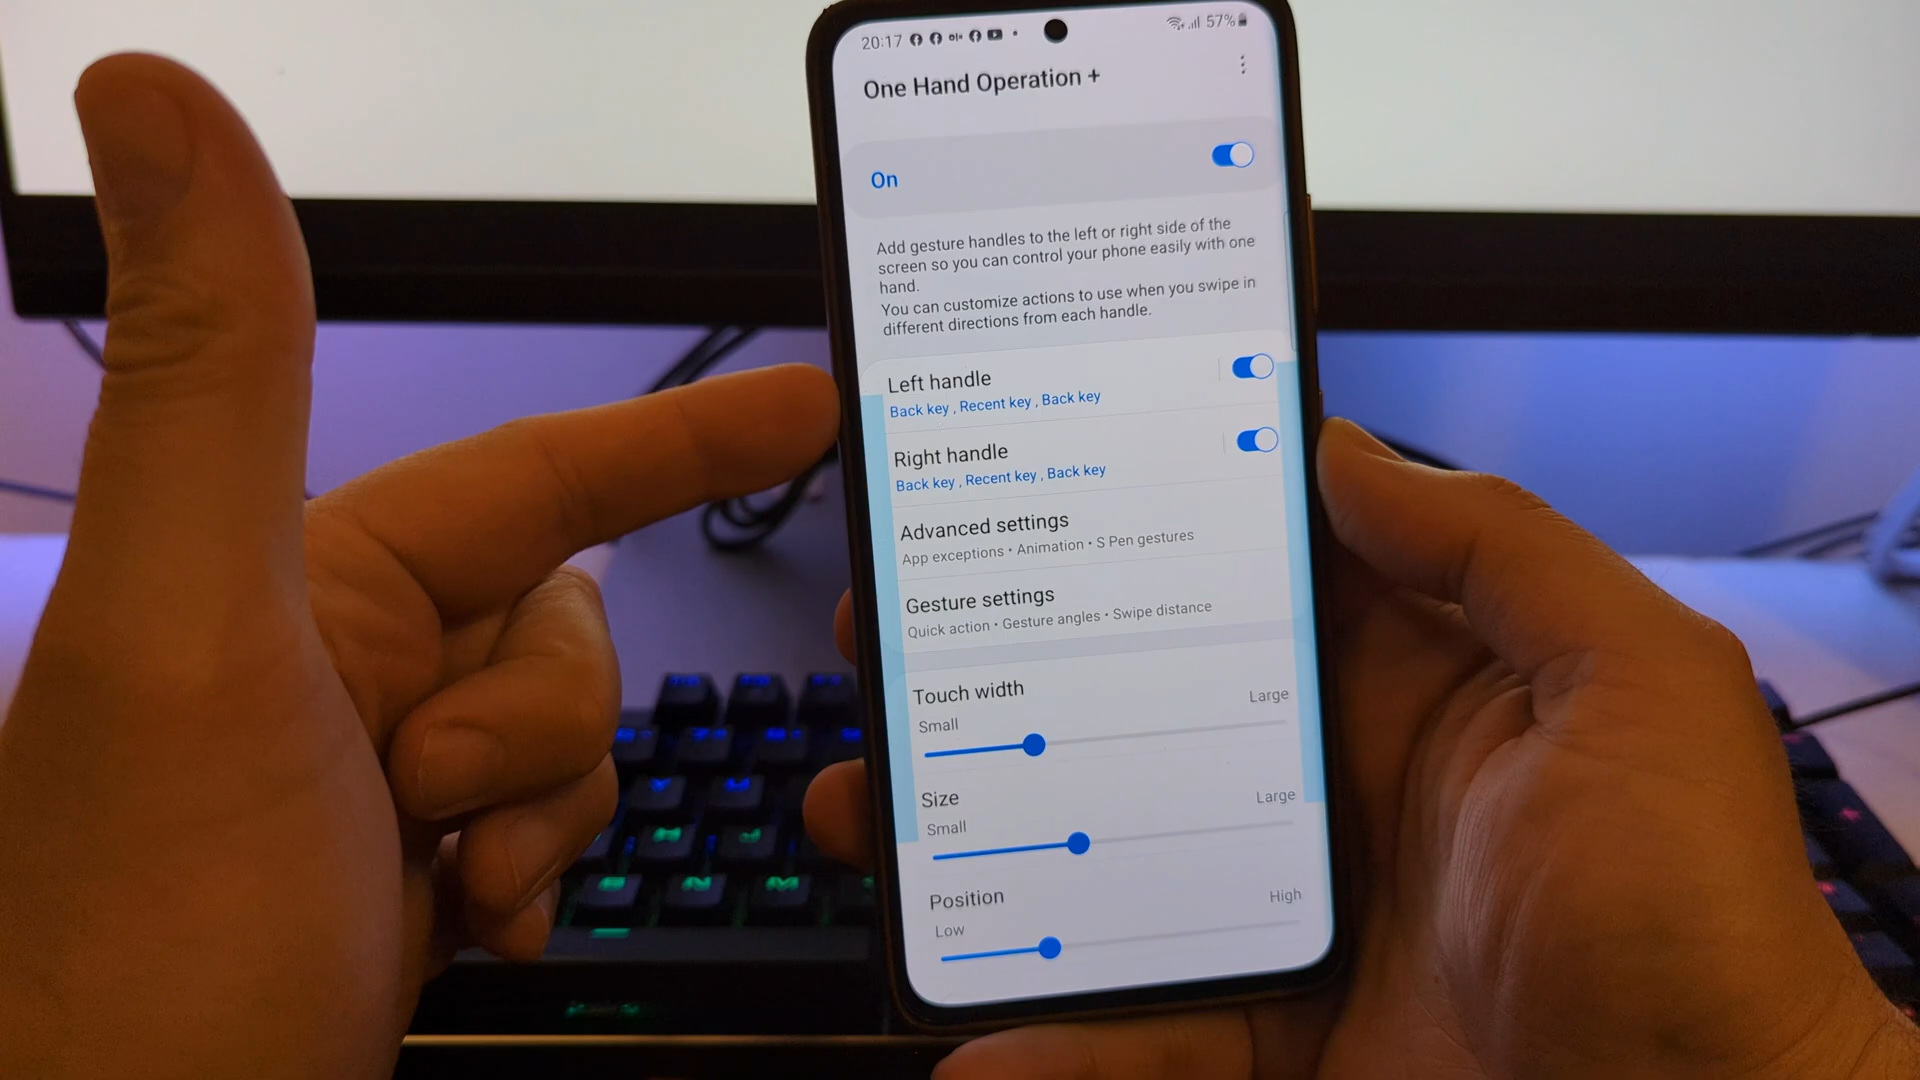 20:17
57%
One Hand Operation +
On
Add gesture handles to the left or right side of the
screen so you can control your phone easily with one
hand.
You can customize actions to use when you swipe in
different directions from each handle.
Left handle
Back key , Recent key , Back key
Right handle
Back key , Recent key , Back key
Advanced settings
App exceptions • Animation • S Pen gestures
Gesture settings
Quick action • Gesture angles • Swipe distance
Touch width
Small
Large
Size
Small
Large
Position
Low
High
B N M